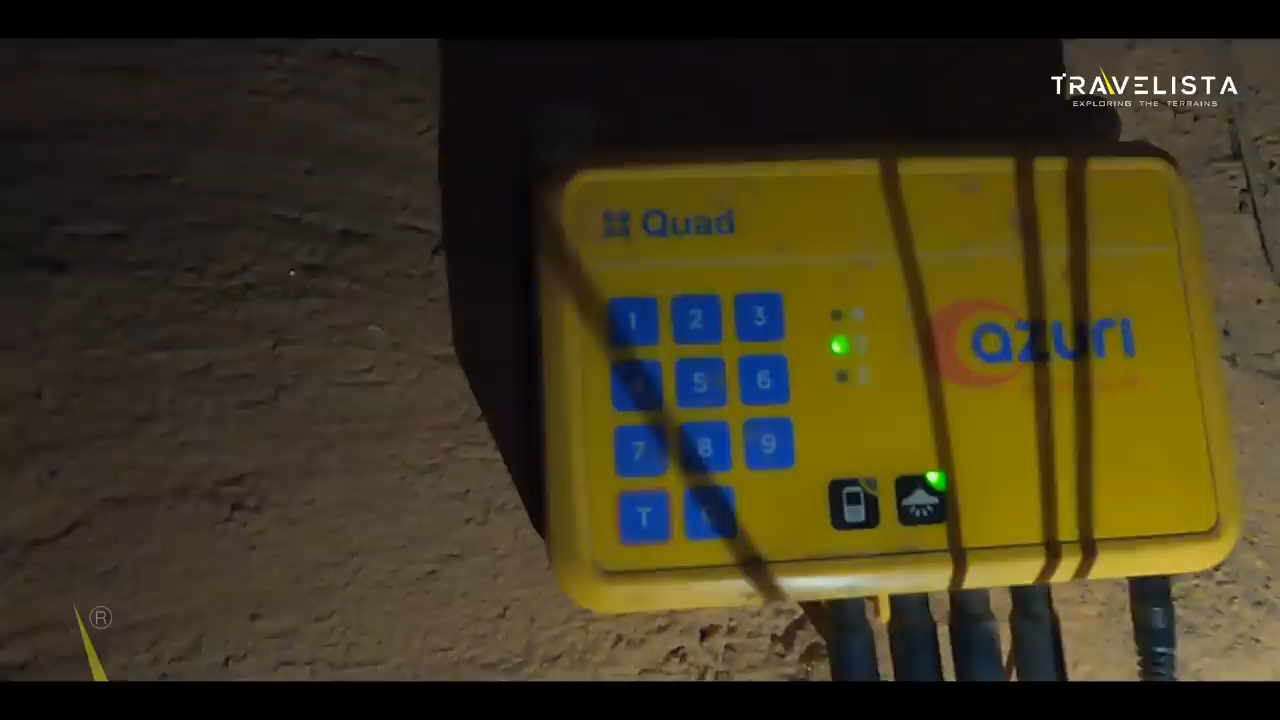 TRAVELISTA
EXPLORING THE TERRAINS
Quad
1 2 3
5 6
7 8 9
T
azuri
®